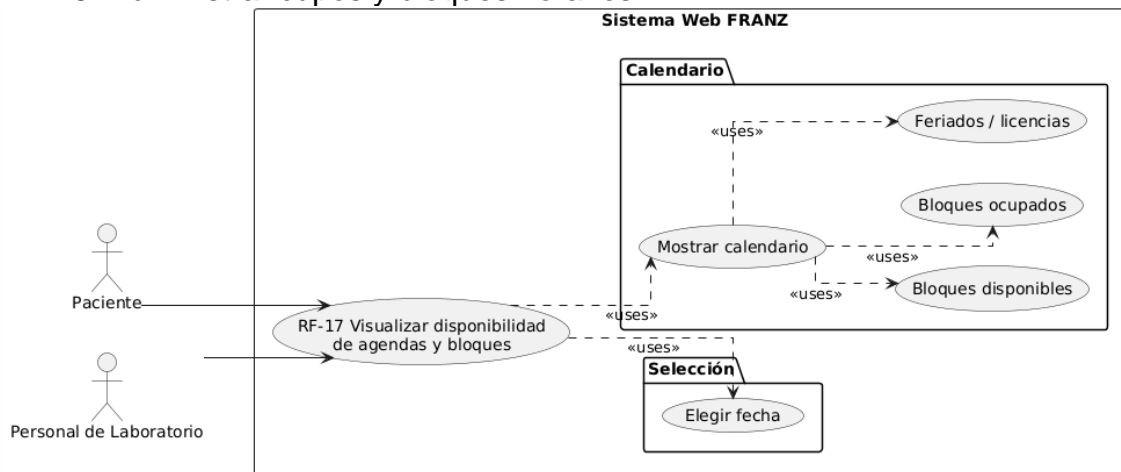 Sistema Web FRANZ
Calendario
Feriados / licencias
«uses»
Bloques ocupados
Mostrar calendario
«uses»
«uses»
Bloques disponibles
Paciente
«uses»
RF-17 Visualizar disponibilidad
de agendas y bloques
«uses»
Selección
Elegir fecha
Personal de Laboratorio